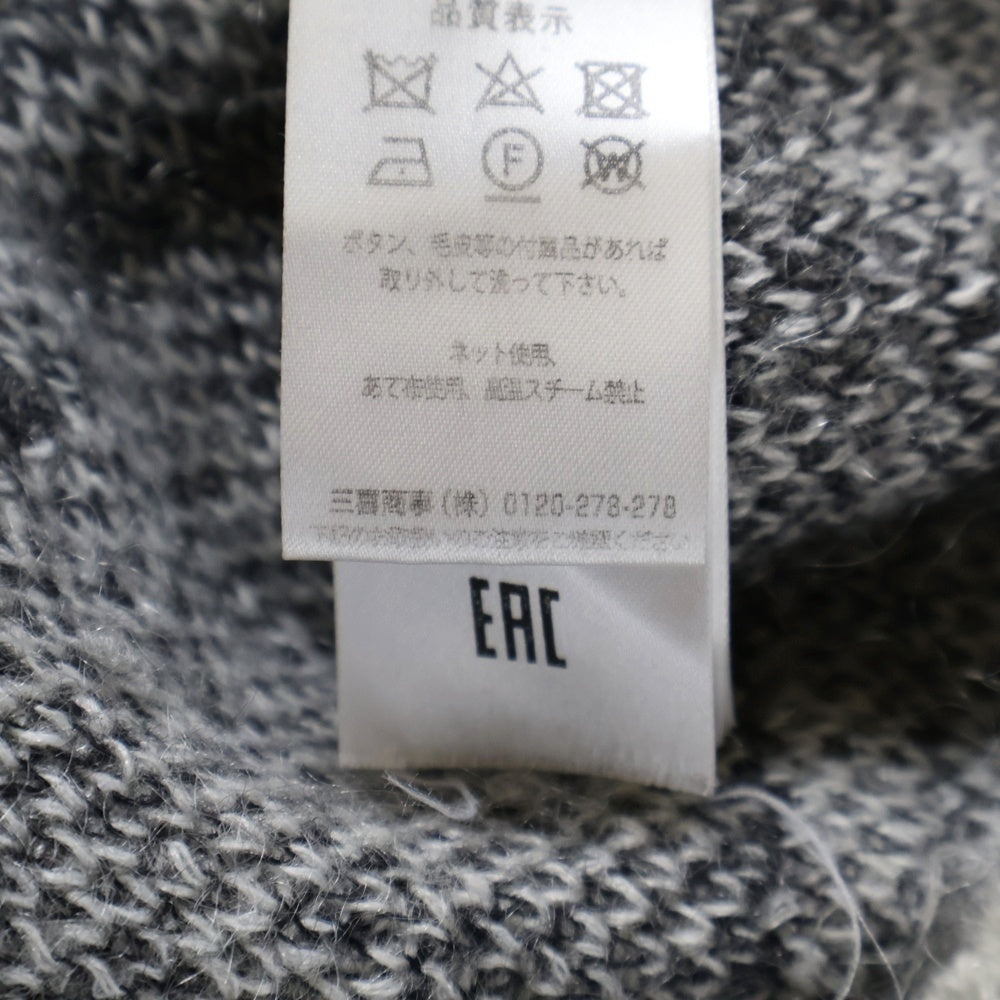 品質表示
F
W
ボタン、毛皮等の付属品があれば
取り外して洗って下さい。
ネット使用、
あて布使用、高温スチーム禁止
三喜商事(株) 0120-278-278
EAC